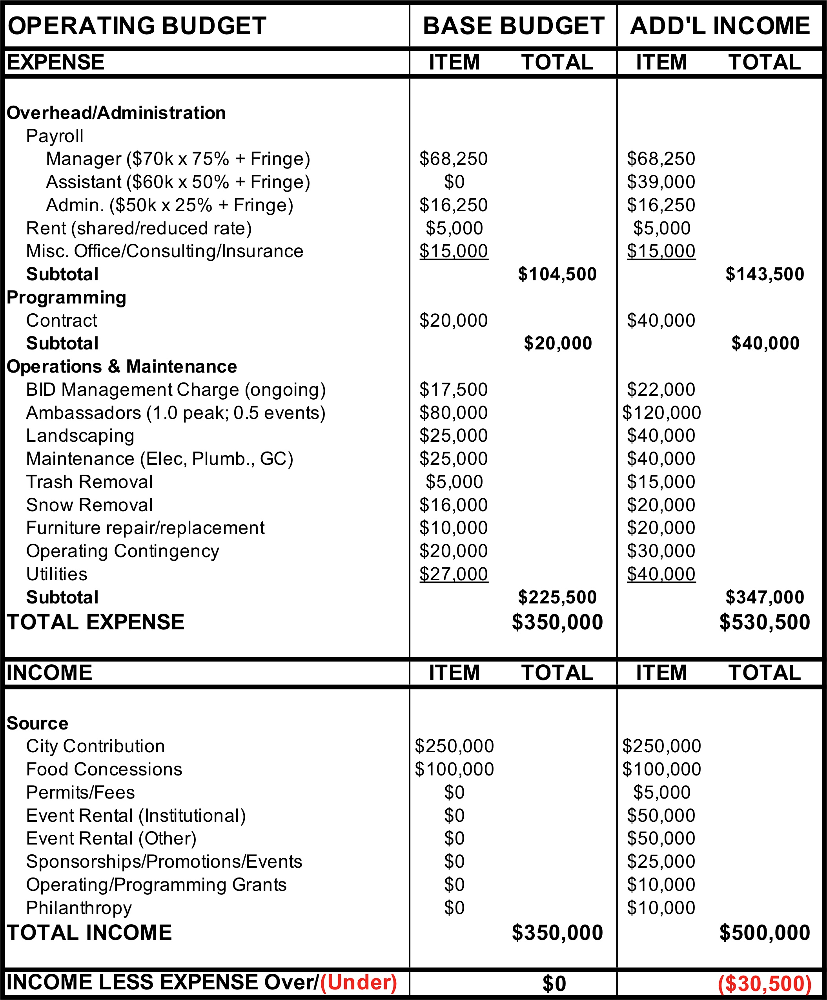 OPERATING BUDGET BASE BUDGET ADD'L INCOME
EXPENSE ITEM TOTAL ITEM TOTAL
Overhead/Administration
Payroll
Manager ($70k x 75% + Fringe) $68,250 $68,250
Assistant ($60k x 50% + Fringe) $0 $39,000
Admin. ($50k x 25% + Fringe) $16,250 $16,250
Rent (shared/reduced rate) $5,000 $5,000
Misc. Office/Consulting/Insurance $15,000 $15,000
Subtotal $104,500 $143,500
Programming
Contract $20,000 $40,000
Subtotal $20,000 $40,000
Operations & Maintenance
BID Management Charge (ongoing) $17,500 $22,000
Ambassadors (1.0 peak; 0.5 events) $80,000 $120,000
Landscaping $25,000 $40,000
Maintenance (Elec, Plumb., GC) $25,000 $40,000
Trash Removal $5,000 $15,000
Snow Removal $16,000 $20,000
Furniture repair/replacement $10,000 $20,000
Operating Contingency $20,000 $30,000
Utilities $27,000 $40,000
Subtotal $225,500 $347,000
TOTAL EXPENSE $350,000 $530,500
INCOME ITEM TOTAL ITEM TOTAL
Source
City Contribution $250,000 $250,000
Food Concessions $100,000 $100,000
Permits/Fees $0 $5,000
Event Rental (Institutional) $0 $50,000
Event Rental (Other) $0 $50,000
Sponsorships/Promotions/Events $0 $25,000
Operating/Programming Grants $0 $10,000
Philanthropy $0 $10,000
TOTAL INCOME $350,000 $500,000
INCOME LESS EXPENSE Over/(Under) $0 ($30,500)